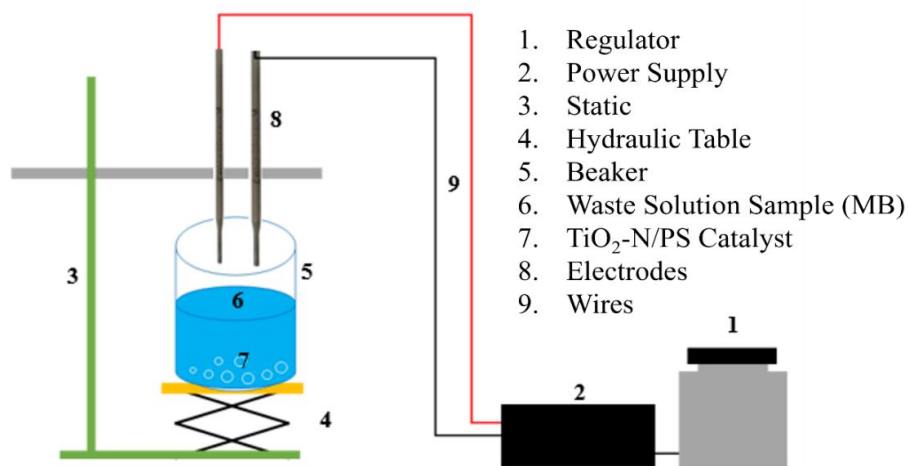 1. Regulator
2. Power Supply
3. Static
4. Hydraulic Table
5. Beaker
6. Waste Solution Sample (MB)
7. TiO₂-N/PS Catalyst
8. Electrodes
9. Wires
8
9
3
5
6
7
4
2
1